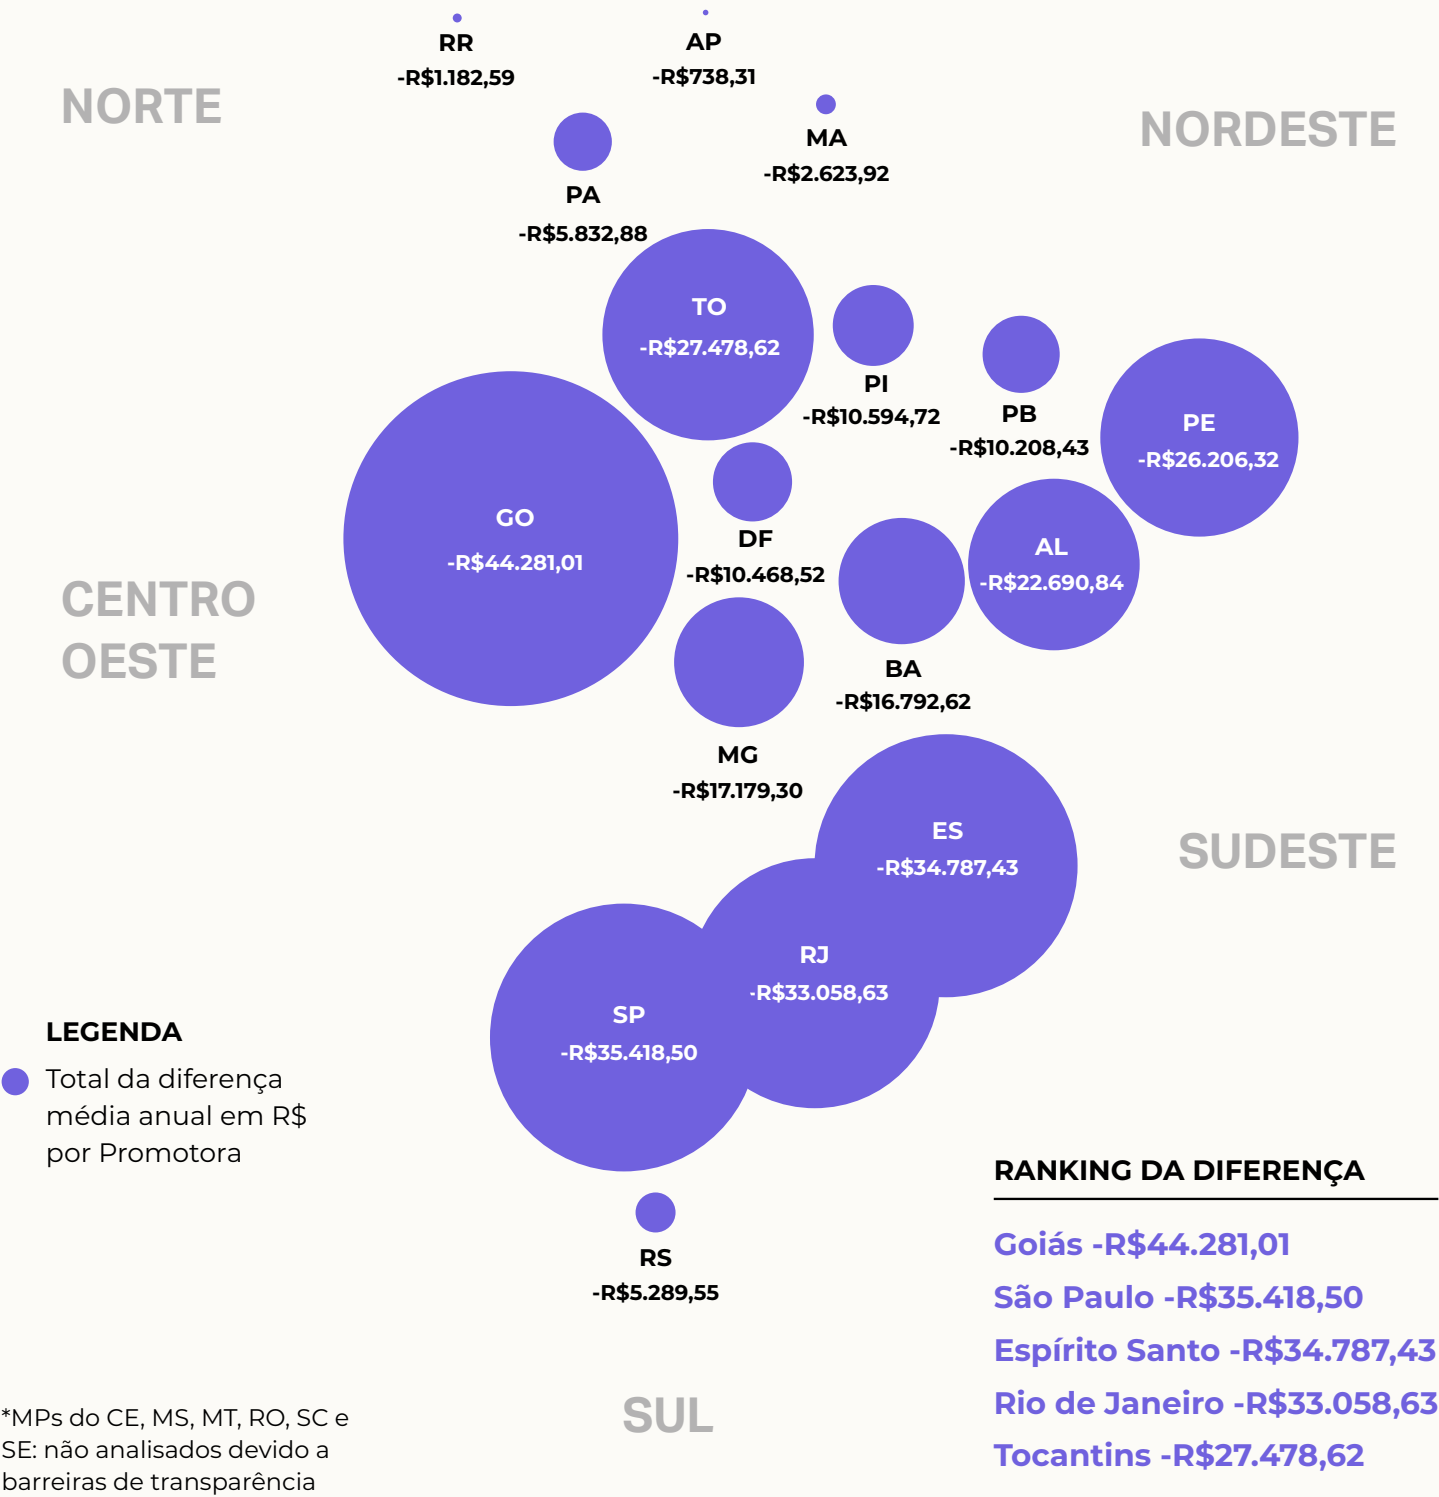 RR
-R$1.182,59
AP
-R$738,31
NORTE
NORDESTE
MA
-R$2.623,92
PA
-R$5.832,88
TO
-R$27.478,62
PI
-R$10.594,72
PB
-R$10.208,43
PE
-R$26.206,32
GO
-R$44.281,01
DF
-R$10.468,52
AL
-R$22.690,84
CENTRO
OESTE
BA
-R$16.792,62
MG
-R$17.179,30
ES
-R$34.787,43
SUDESTE
RJ
-R$33.058,63
SP
-R$35.418,50
LEGENDA
Total da diferença
média anual em R$
por Promotora
RS
-R$5.289,55
RANKING DA DIFERENÇA
Goiás -R$44.281,01
São Paulo -R$35.418,50
Espírito Santo -R$34.787,43
Rio de Janeiro -R$33.058,63
Tocantins -R$27.478,62
SUL
*MPs do CE, MS, MT, RO, SC e
SE: não analisados devido a
barreiras de transparência